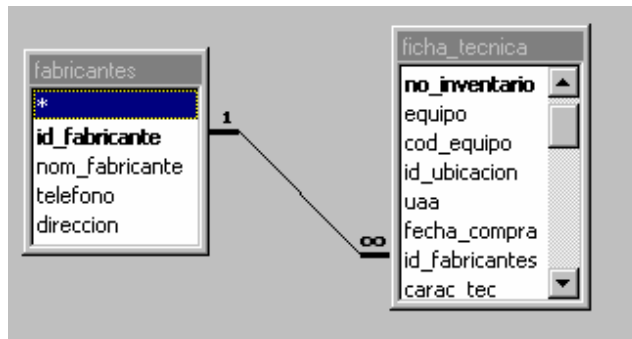 fabricantes
*
id_fabricante
nom_fabricante
telefono
direccion
1
∞
ficha_tecnica
no_inventario
equipo
cod_equipo
id_ubicacion
uaa
fecha_compra
id_fabricantes
carac_tec